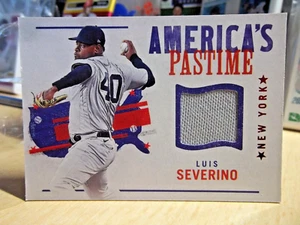 AMERICA'S
PASTIME
40
NEW YORK
LUIS
SEVERINO